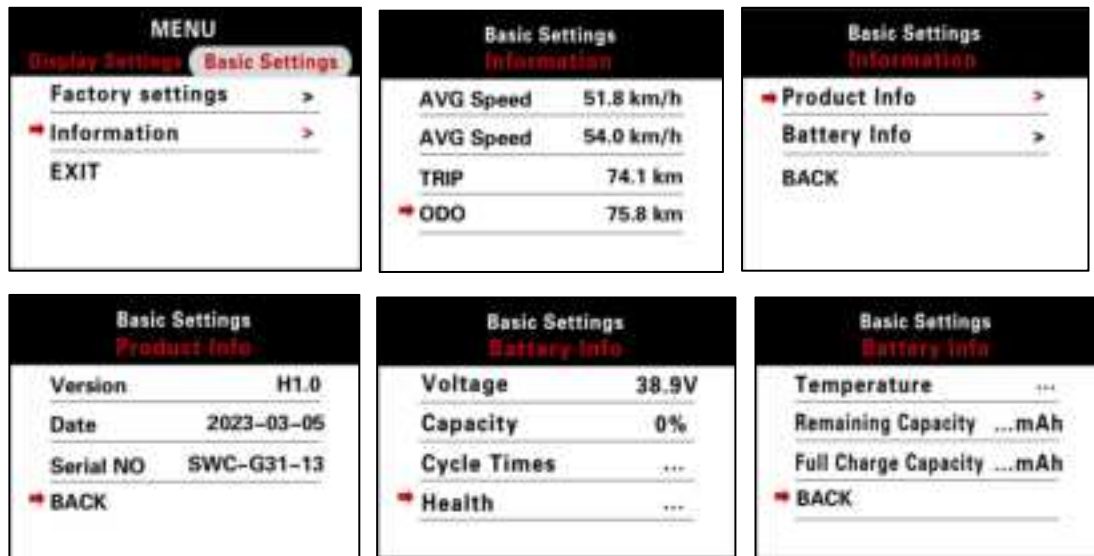 MENU
Display Settings Basic Settings
Factory settings >
Information >
EXIT
Basic Settings
Information
AVG Speed 51.8 km/h
AVG Speed 54.0 km/h
TRIP 74.1 km
ODO 75.8 km
Basic Settings
Information
Product Info >
Battery Info >
BACK
Basic Settings
Product Info
Version H1.0
Date 2023-03-05
Serial NO SWC-G31-13
BACK
Basic Settings
Battery Info
Voltage 38.9V
Capacity 0%
Cycle Times ...
Health ...
Basic Settings
Battery Info
Temperature ...
Remaining Capacity ...mAh
Full Charge Capacity ...mAh
BACK